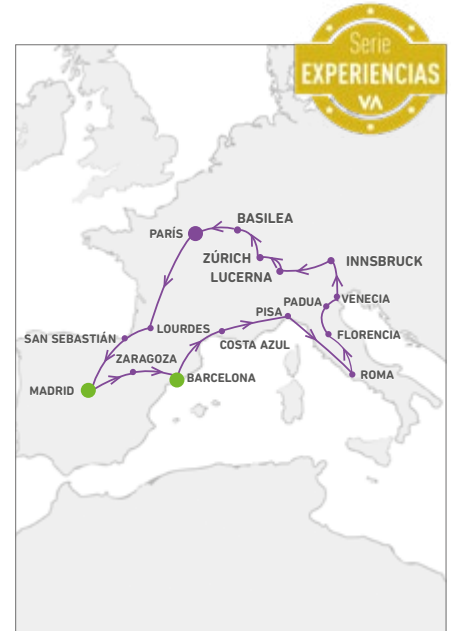 Serie
EXPERIENCIAS
VA
BASILEA
PARÍS
ZÚRICH
LUCERNA
INNSBRUCK
PADUA
VENECIA
PISA
LOURDES
SAN SEBASTIÁN
COSTA AZUL
FLORENCIA
ZARAGOZA
BARCELONA
ROMA
MADRID